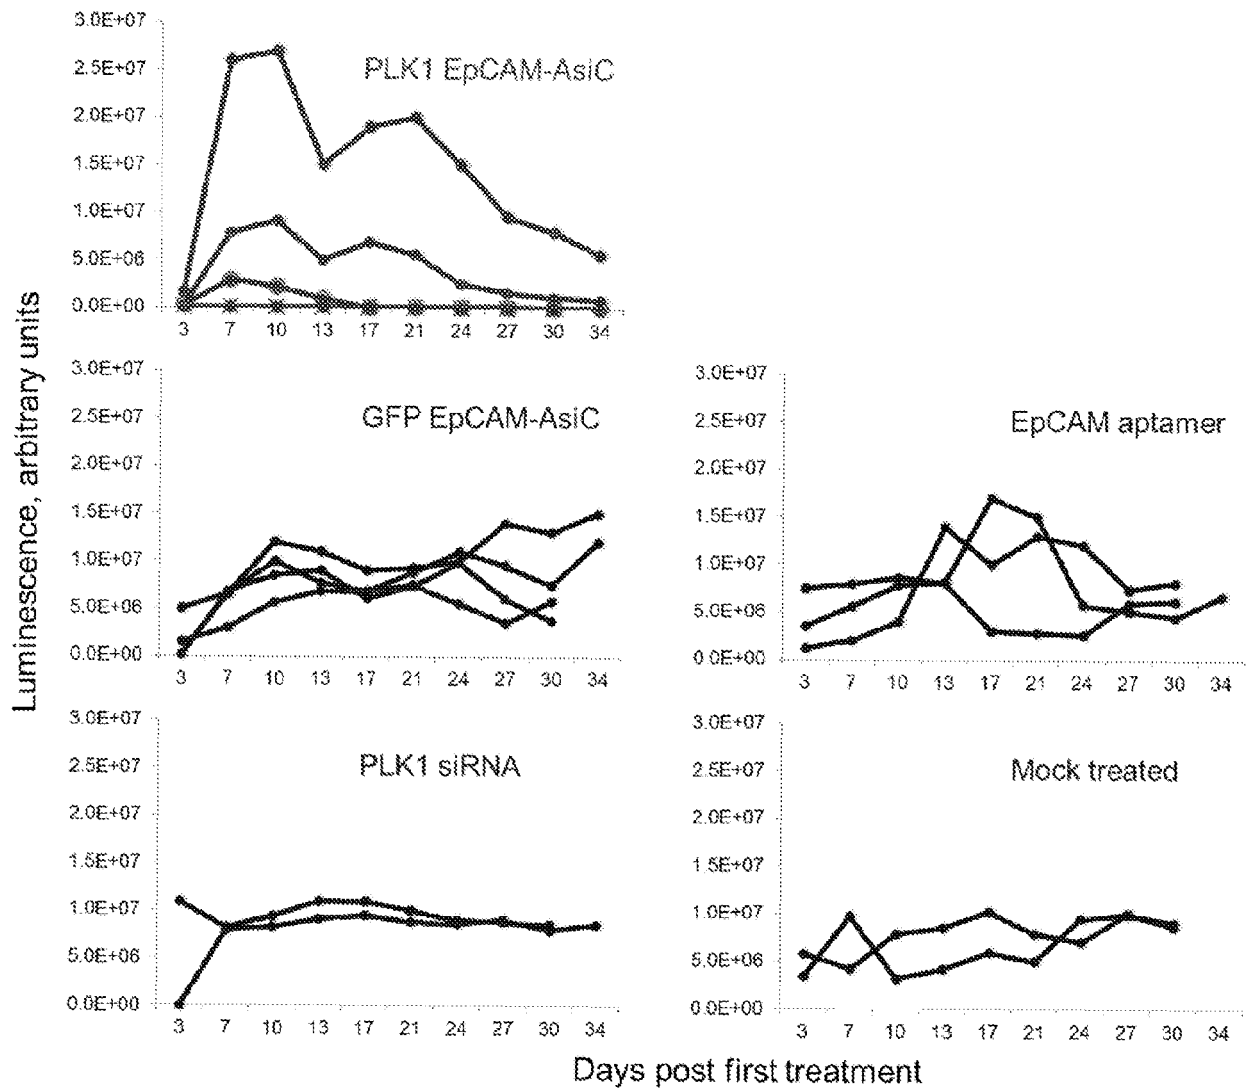 3.0E+07
PLK1 EpCAM-AsiC
2.5E+07
2.0E+07
1.5E+07
1.0E+07
5.0E+06
0.0E+00
3 7 10 13 17 21 24 27 30 34
Luminescence, arbitrary units
3.0E+07
GFP EpCAM-AsiC
2.5E+07
2.0E+07
1.5E+07
1.0E+07
5.0E+06
0.0E+00
3 7 10 13 17 21 24 27 30 34
3.0E+07
EpCAM aptamer
2.5E+07
2.0E+07
1.5E+07
1.0E+07
5.0E+06
0.0E+00
3 7 10 13 17 21 24 27 30 34
3.0E+07
PLK1 siRNA
2.5E+07
2.0E+07
1.5E+07
1.0E+07
5.0E+06
0.0E+00
3 7 10 13 17 21 24 27 30 34
3.0E+07
Mock treated
2.5E+07
2.0E+07
1.5E+07
1.0E+07
5.0E+06
0.0E+00
3 7 10 13 17 21 24 27 30 34
Days post first treatment